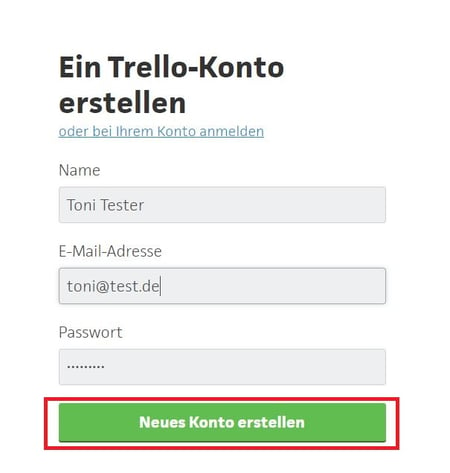 Ein Trello-Konto
erstellen
oder bei Ihrem Konto anmelden
Name
Toni Tester
E-Mail-Adresse
toni@test.de
Passwort
•••••••••
Neues Konto erstellen